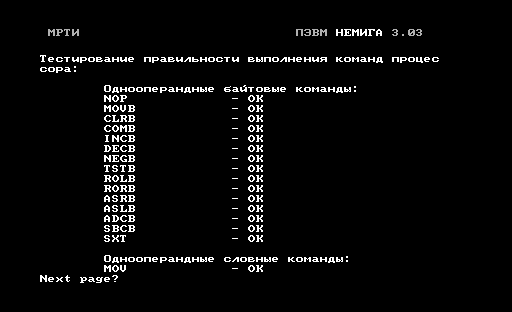 МРТИ ПЭВМ НЕМИГА 3.03
Тестирование правильности выполнения команд процес
сора:
Однооперандные байтовые команды:
NOP - OK
MOVB - OK
CLRB - OK
COMB - OK
INCB - OK
DECB - OK
NEGB - OK
TSTB - OK
ROLB - OK
RORB - OK
ASRB - OK
ASLB - OK
ADCB - OK
SBCB - OK
SXT - OK
Однооперандные словные команды:
MOV - OK
Next page?